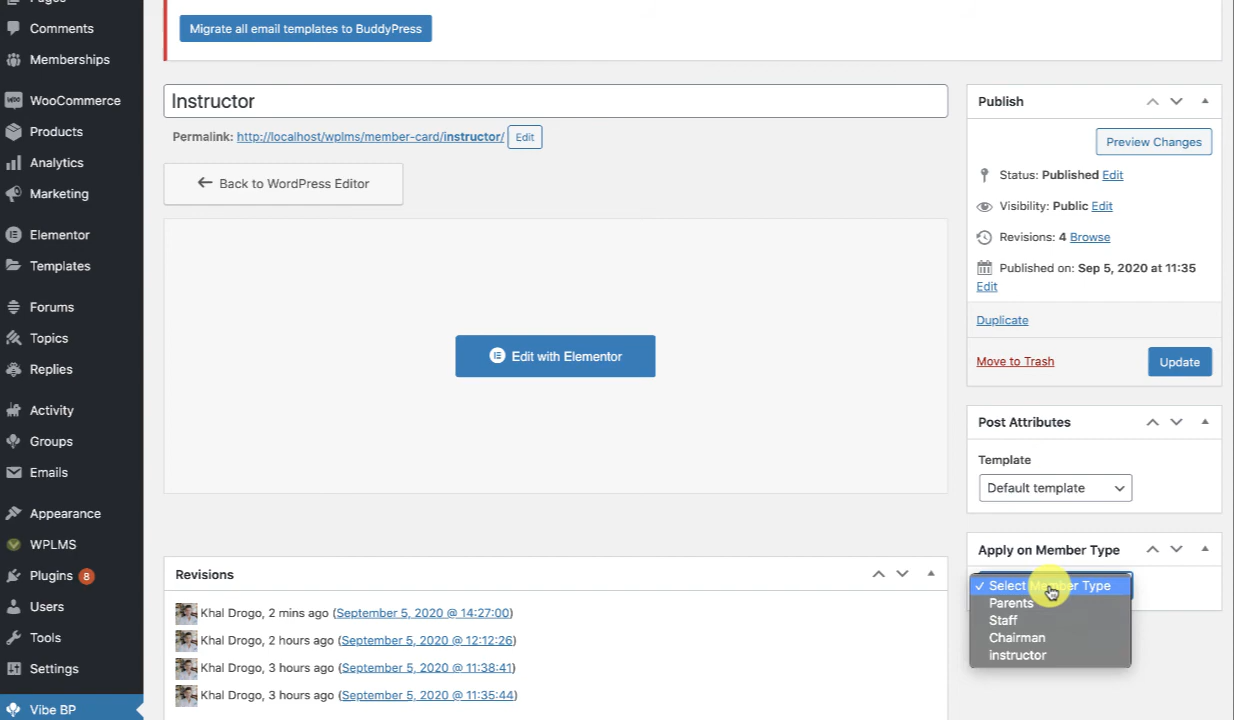 Pages
Comments
Memberships
WooCommerce
Products
Analytics
Marketing
Elementor
Templates
Forums
Topics
Replies
Activity
Groups
Emails
Appearance
WPLMS
Plugins 8
Users
Tools
Settings
Vibe BP
Migrate all email templates to BuddyPress
Instructor
Permalink: http://localhost/wplms/member-card/instructor/ Edit
← Back to WordPress Editor
Edit with Elementor
Revisions
Khal Drogo, 2 mins ago (September 5, 2020 @ 14:27:00)
Khal Drogo, 2 hours ago (September 5, 2020 @ 12:12:26)
Khal Drogo, 3 hours ago (September 5, 2020 @ 11:38:41)
Khal Drogo, 3 hours ago (September 5, 2020 @ 11:35:44)
Publish
Preview Changes
Status: Published Edit
Visibility: Public Edit
Revisions: 4 Browse
Published on: Sep 5, 2020 at 11:35
Edit
Duplicate
Move to Trash
Update
Post Attributes
Template
Default template
Apply on Member Type
✓ Select Member Type
Parents
Staff
Chairman
instructor